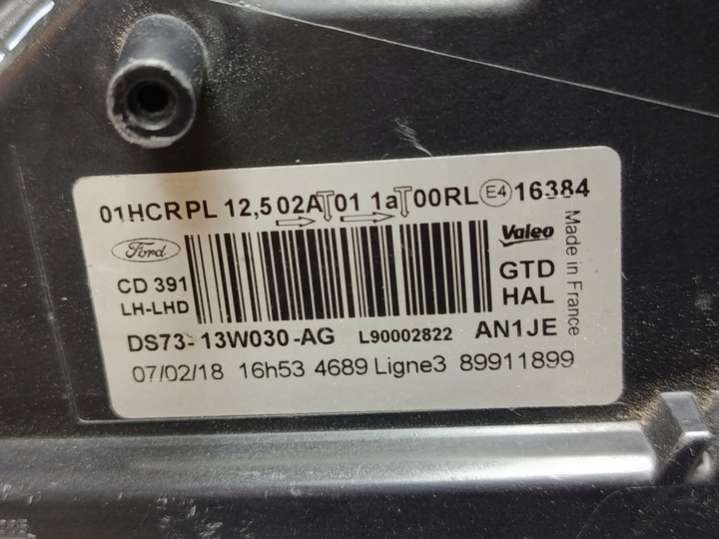 01HCRPL 12,5 02A 01 1a 00RL E4 16384
Ford
Valeo
CD 391
GTD
LH-LHD
HAL
Made in France
DS73-13W030-AG L90002822 AN1JE
07/02/18 16h53 4689 Ligne3 89911899